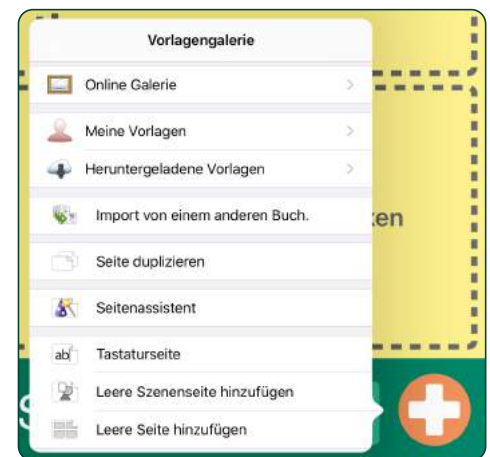 Vorlagengalerie
Online Galerie
Meine Vorlagen
Heruntergeladene Vorlagen
Import von einem anderen Buch.
Seite duplizieren
Seitenassistent
ab Tastaturseite
Leere Szenenseite hinzufügen
Leere Seite hinzufügen